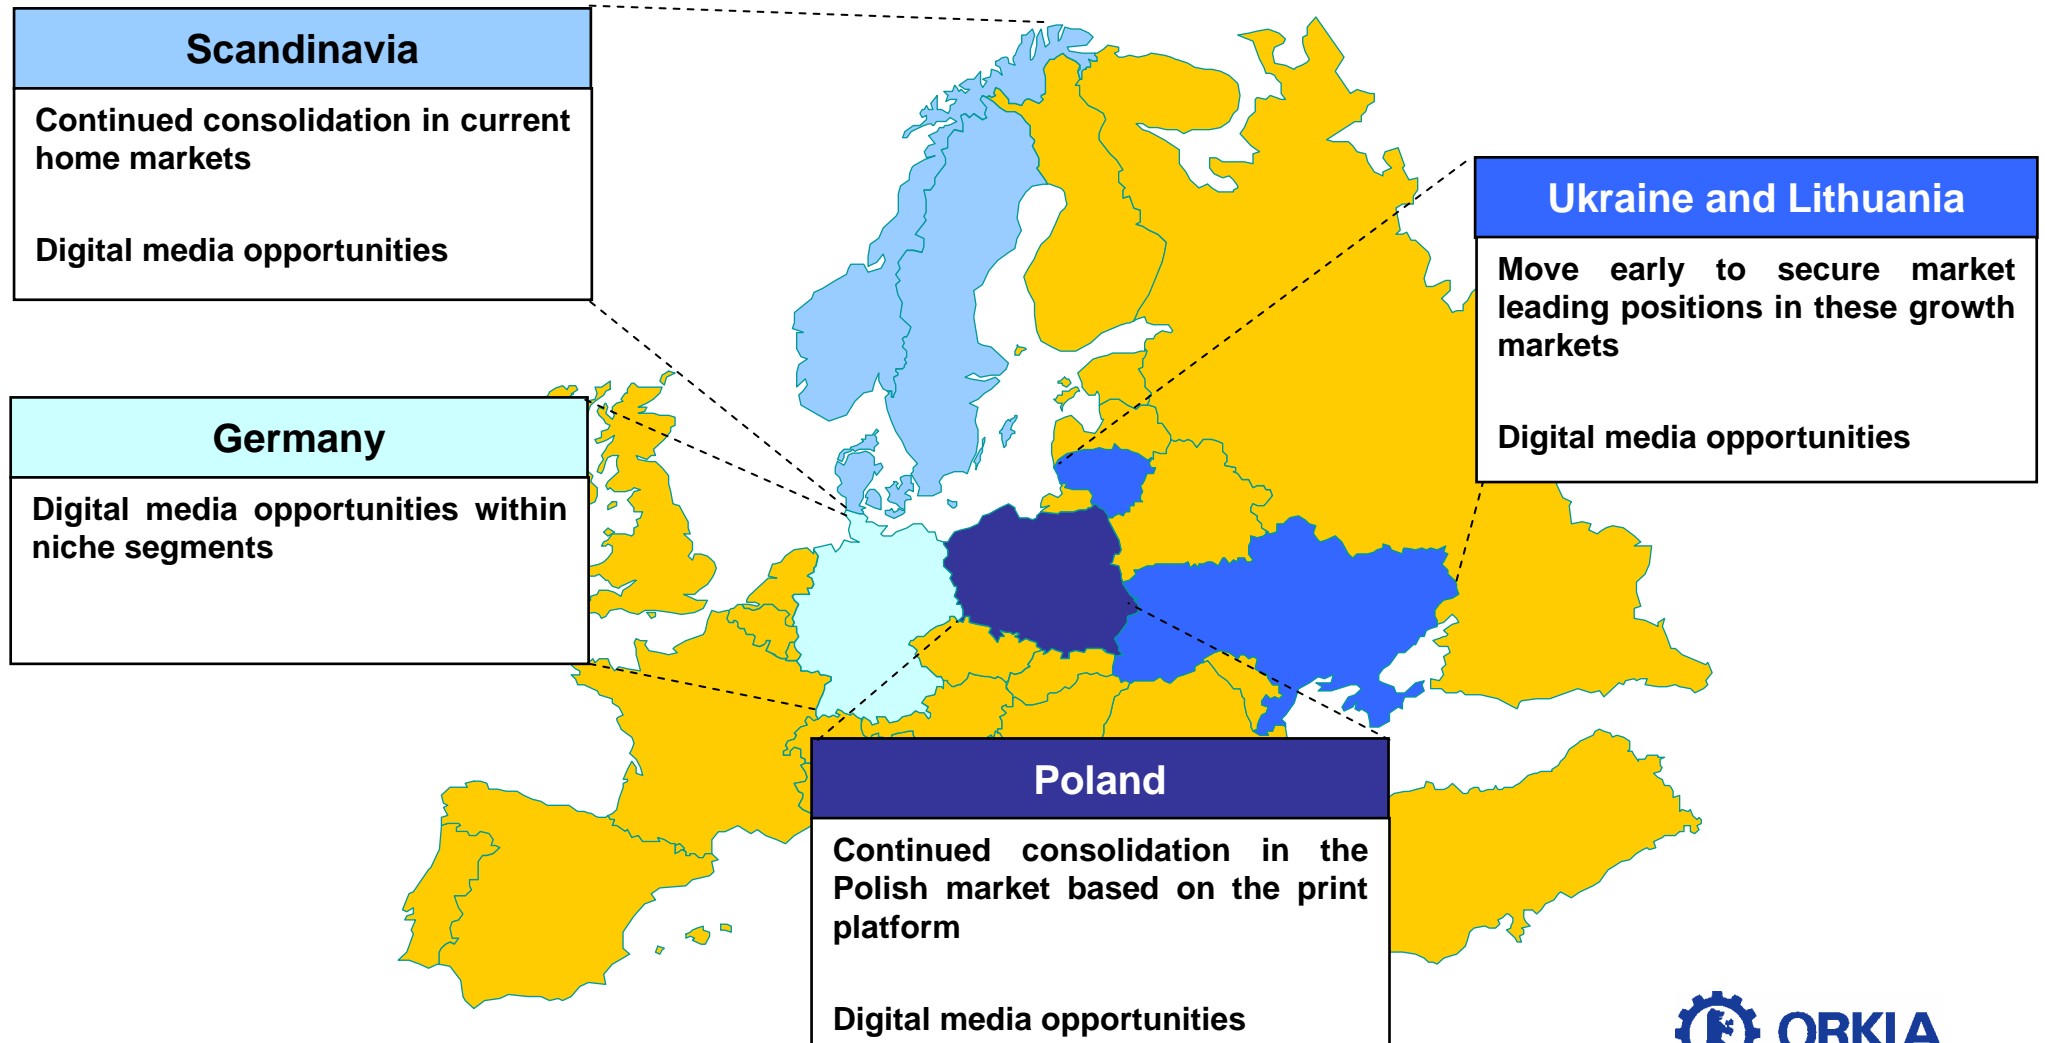 Scandinavia
Continued consolidation in current
home markets
Digital media opportunities
Ukraine and Lithuania
Move early to secure market
leading positions in these growth
markets
Digital media opportunities
Germany
Digital media opportunities within
niche segments
Poland
Continued consolidation in the
Polish market based on the print
platform
Digital media opportunities
ORKLA